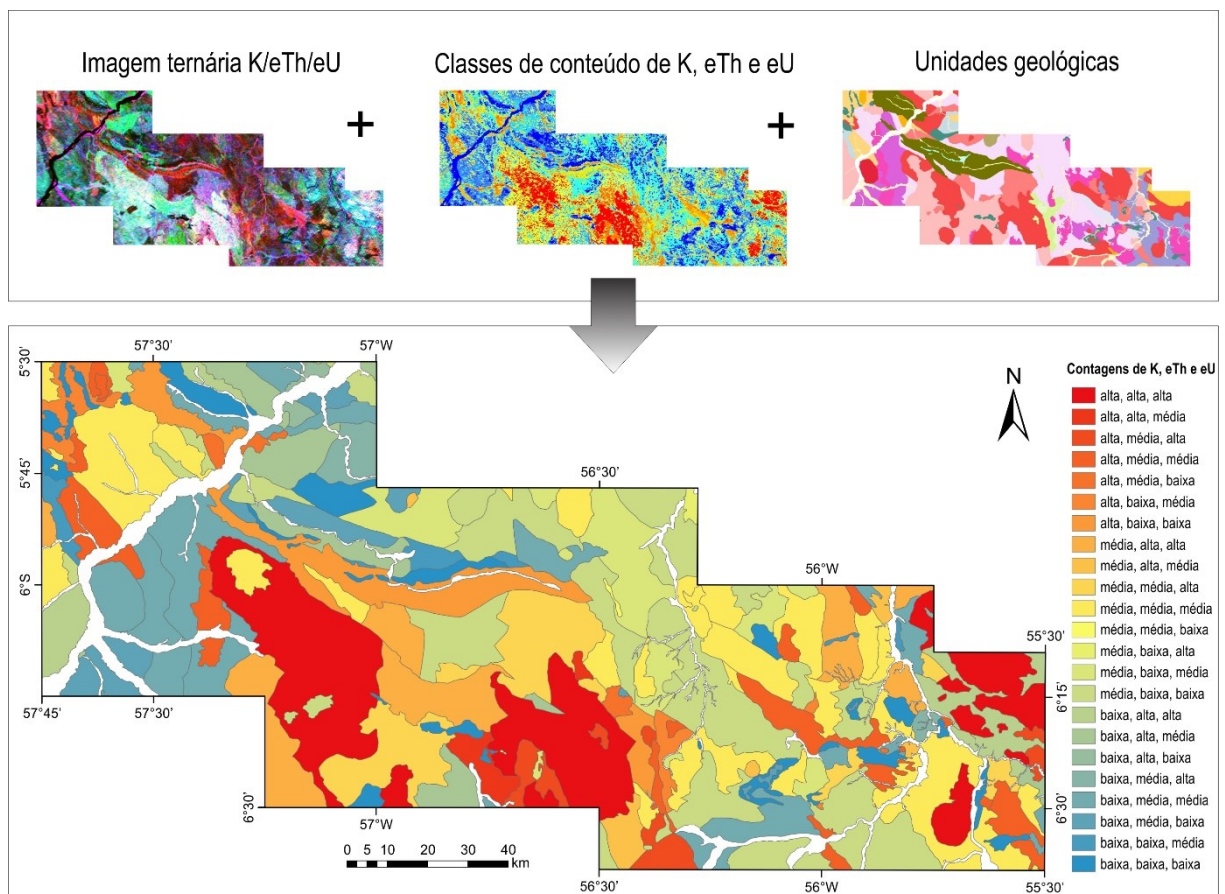 Imagem ternária K/eTh/eU
+
Classes de conteúdo de K, eTh e eU
+
Unidades geológicas
57°30'
57°W
5°30'
5°45'
6°S
57°45'
57°30'
56°30'
56°W
55°30'
6°15'
6°30'
6°30'
57°W
56°30'
56°W
55°30'
N
0 5 10 20 30 40
km
Contagens de K, eTh e eU
alta, alta, alta
alta, alta, média
alta, média, alta
alta, média, média
alta, média, baixa
alta, baixa, média
alta, baixa, baixa
média, alta, alta
média, alta, média
média, média, alta
média, média, média
média, média, baixa
média, baixa, alta
média, baixa, média
média, baixa, baixa
baixa, alta, alta
baixa, alta, média
baixa, alta, baixa
baixa, média, alta
baixa, média, média
baixa, média, baixa
baixa, baixa, média
baixa, baixa, baixa